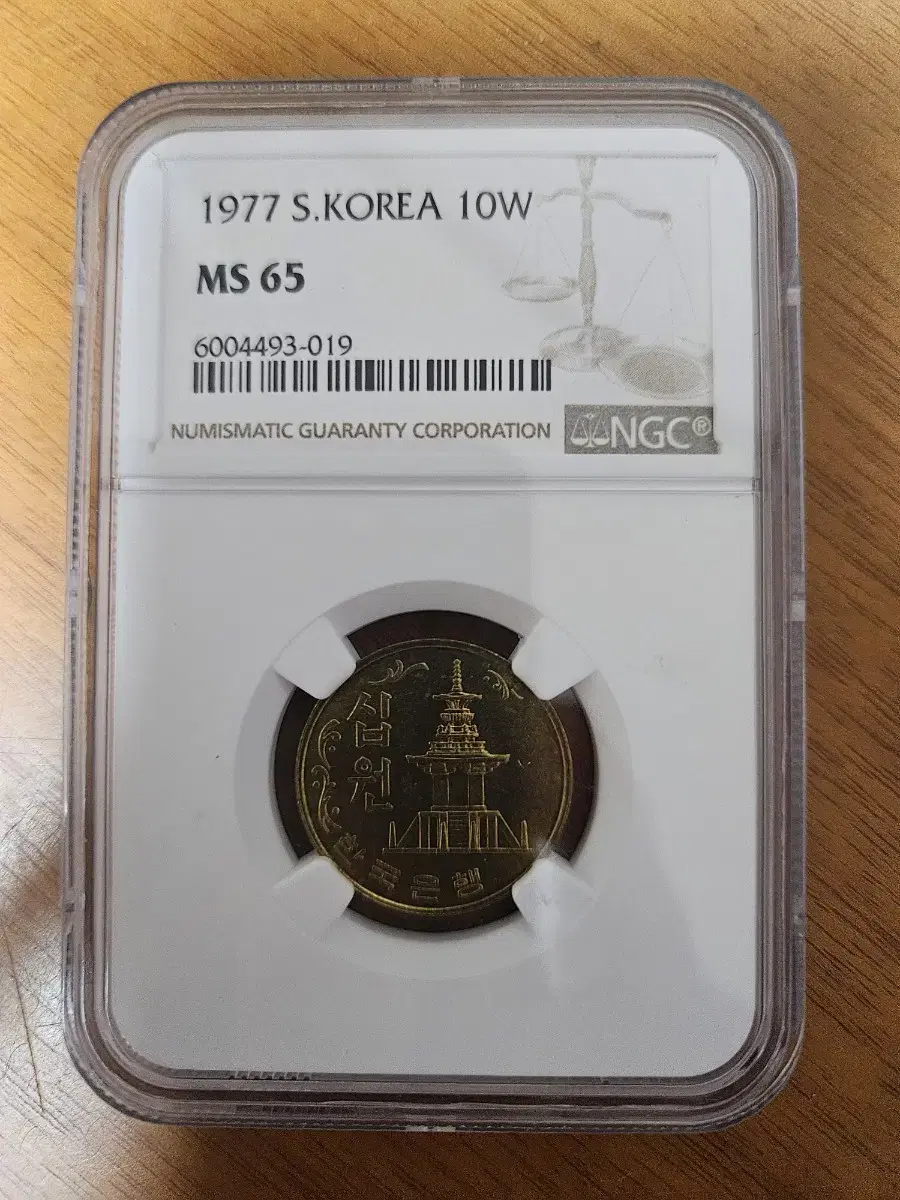 1977 S.KOREA 10W
MS 65
6004493-019
NUMISMATIC GUARANTY CORPORATION
NGC®
십원
한국은행